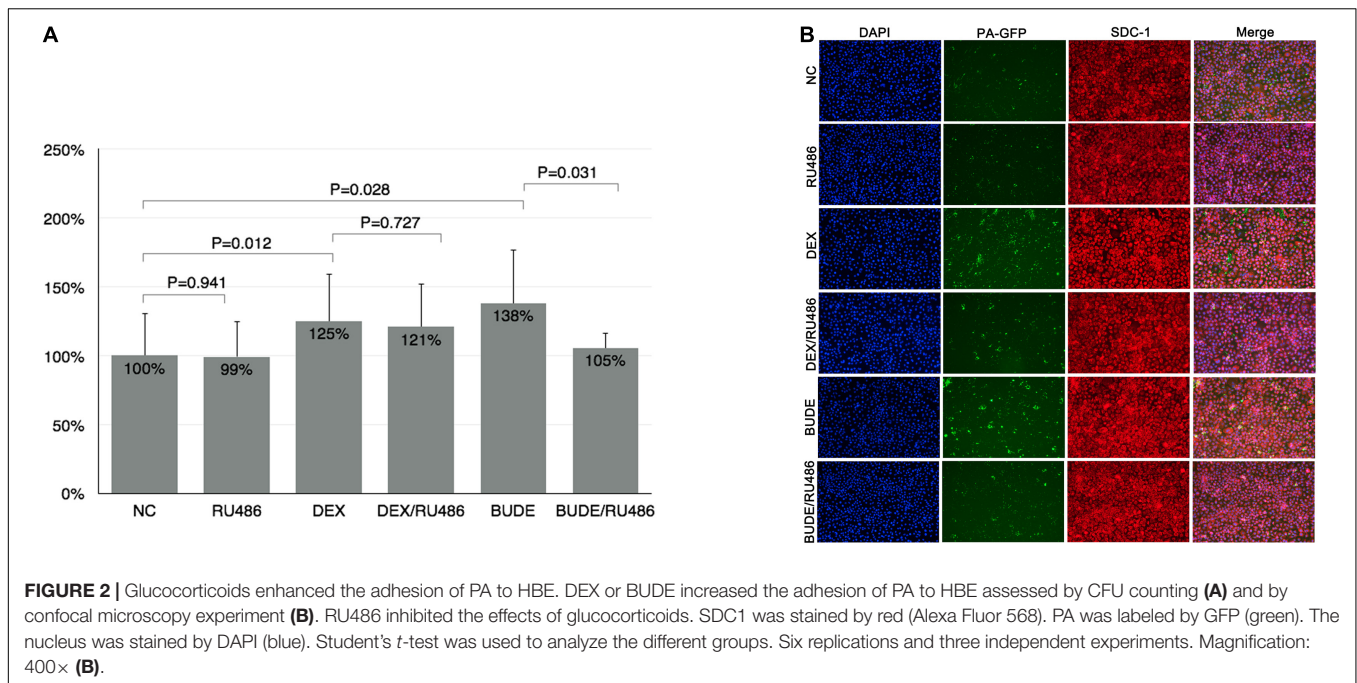 A
250%
200%
150%
100%
50%
0%
P=0.031
P=0.028
P=0.727
P=0.012
P=0.941
100%
99%
125%
121%
138%
105%
NC RU486 DEX DEX/RU486 BUDE BUDE/RU486
B
DAPI PA-GFP SDC-1 Merge
NC
RU486
DEX
DEX/RU486
BUDE
BUDE/RU486
FIGURE 2 | Glucocorticoids enhanced the adhesion of PA to HBE. DEX or BUDE increased the adhesion of PA to HBE assessed by CFU counting (A) and by
confocal microscopy experiment (B). RU486 inhibited the effects of glucocorticoids. SDC1 was stained by red (Alexa Fluor 568). PA was labeled by GFP (green). The
nucleus was stained by DAPI (blue). Student's t-test was used to analyze the different groups. Six replications and three independent experiments. Magnification:
400× (B).